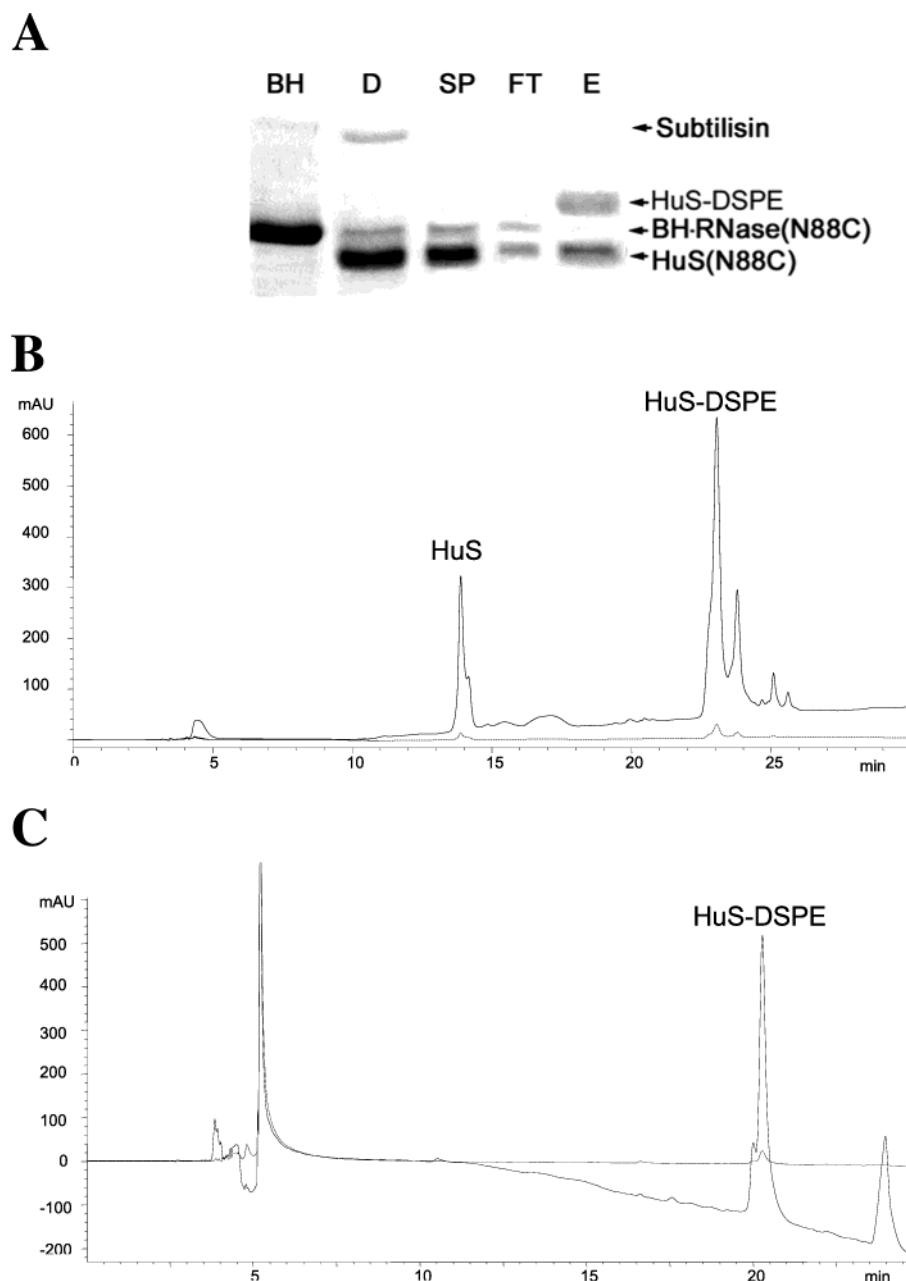 A
BH D SP FT E
Subtilisin
HuS-DSPE
BH-RNase(N88C)
HuS(N88C)
B
mAU
HuS-DSPE
600
500
HuS
400
300
200
100
0 5 10 15 20 25 min
C
mAU
HuS-DSPE
500
400
300
200
100
0
-100
-200
5 10 15 20 min